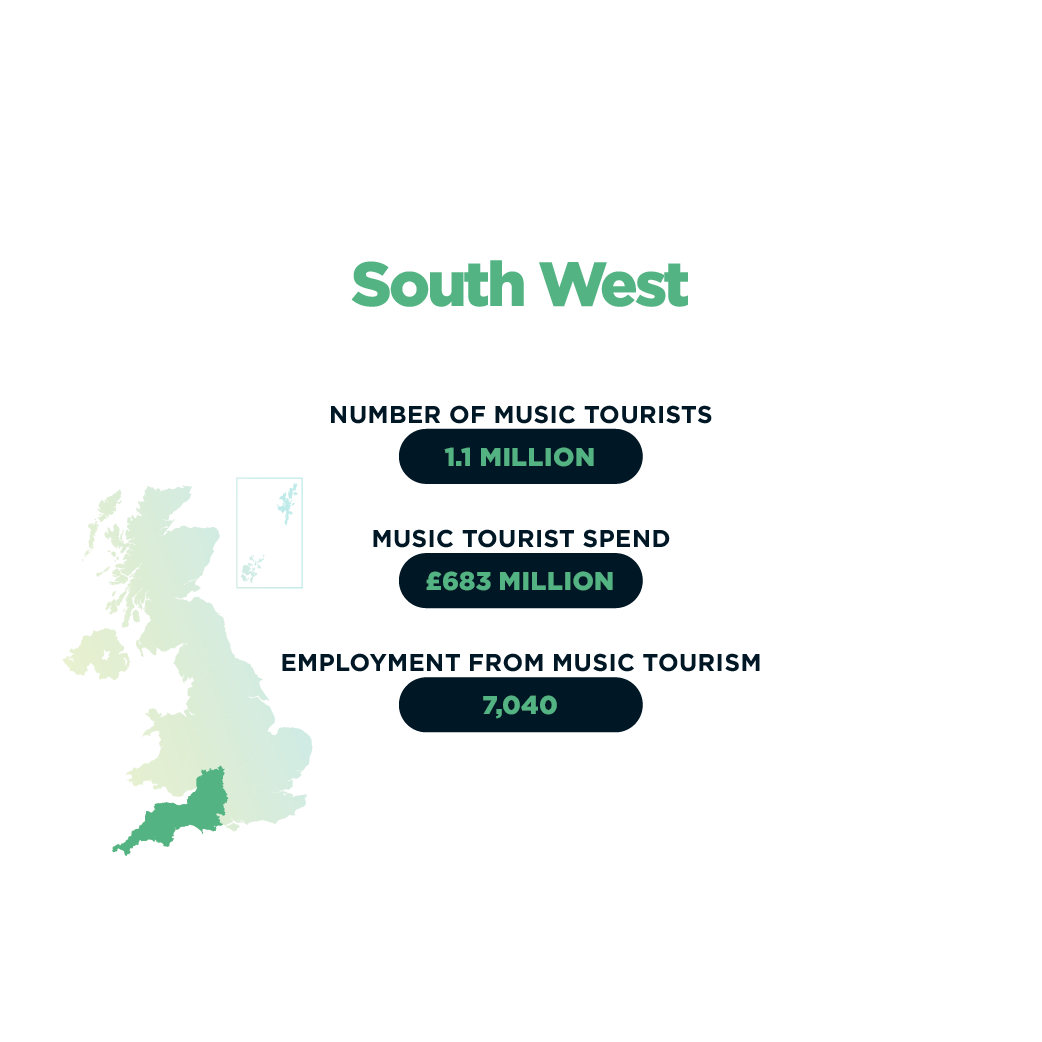 South West
NUMBER OF MUSIC TOURISTS
1.1 MILLION
MUSIC TOURIST SPEND
£683 MILLION
EMPLOYMENT FROM MUSIC TOURISM
7,040